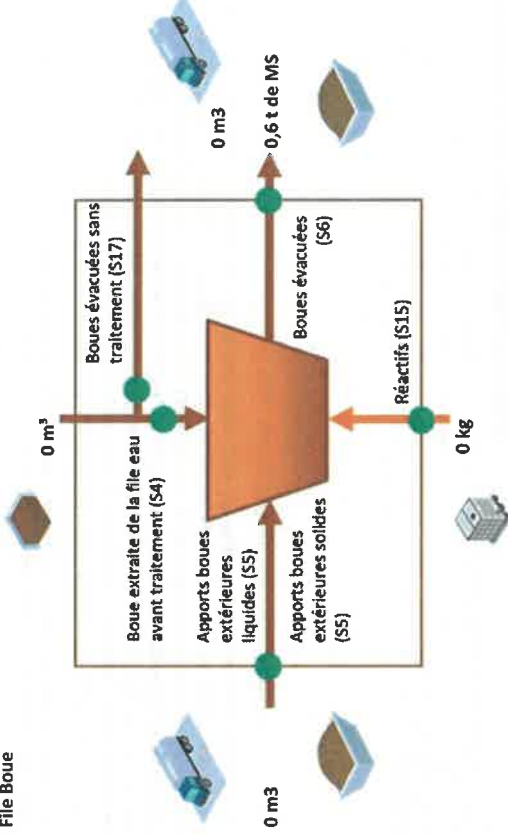 File Boue
0 m³
Boues évacuées sans
traitement (S17)
0 m3
Boue extraite de la file eau
avant traitement (S4)
Apports boues
extérieures
liquides (S5)
0 m3
Apports boues
extérieures solides
(S5)
Boues évacuées
(S6)
0,6 t de MS
Réactifs (S15)
0 kg